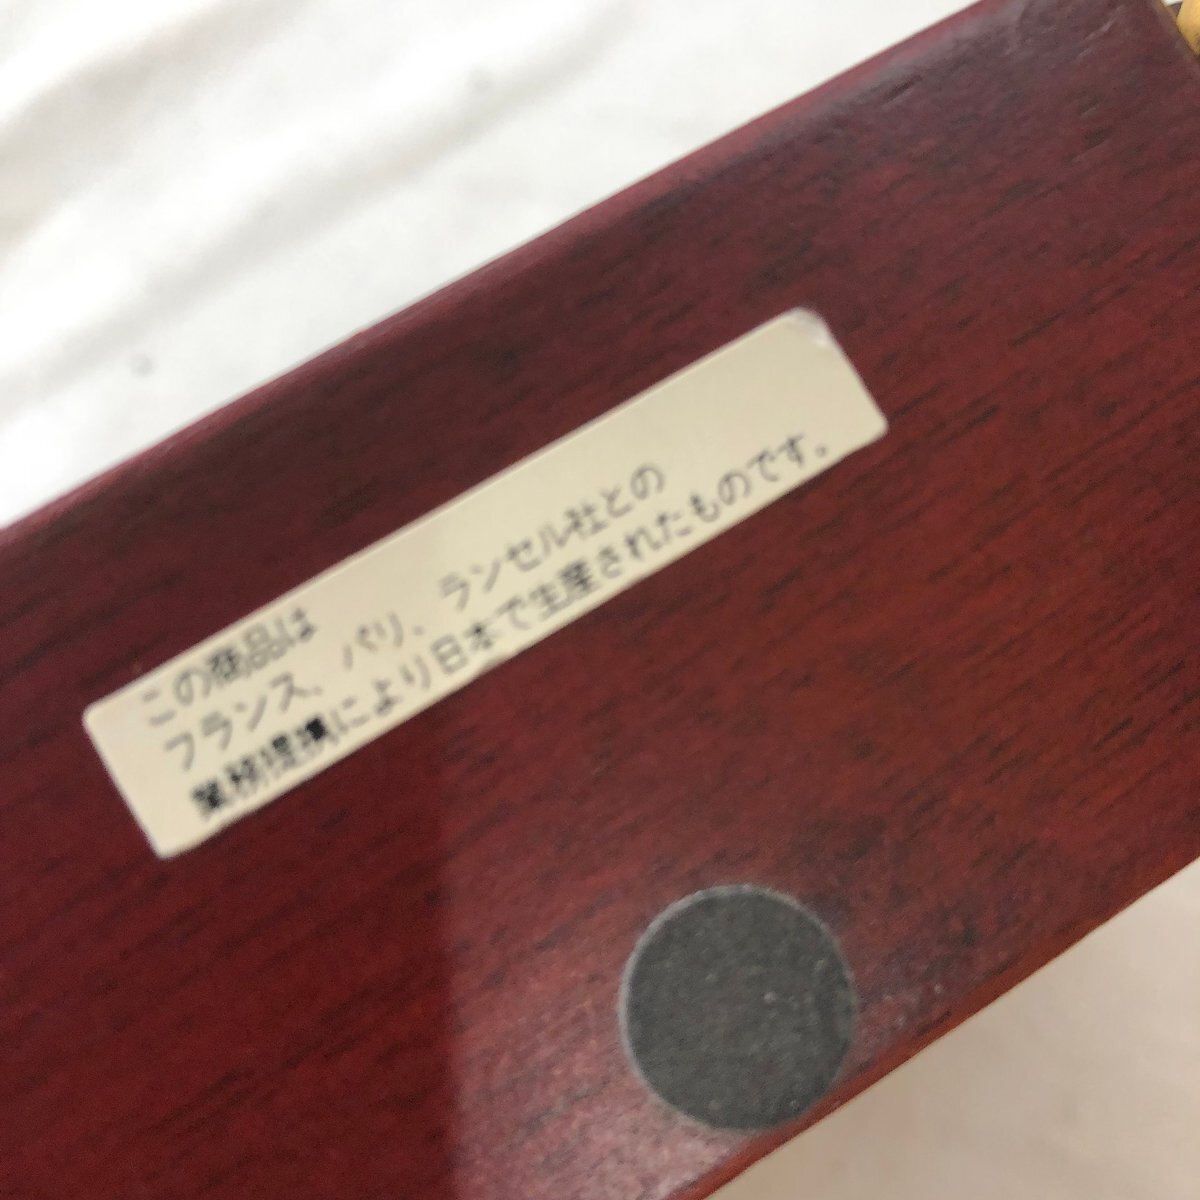 この商品は
フランス、パリ、ランセル社との
業務提携により日本で生産されたものです。